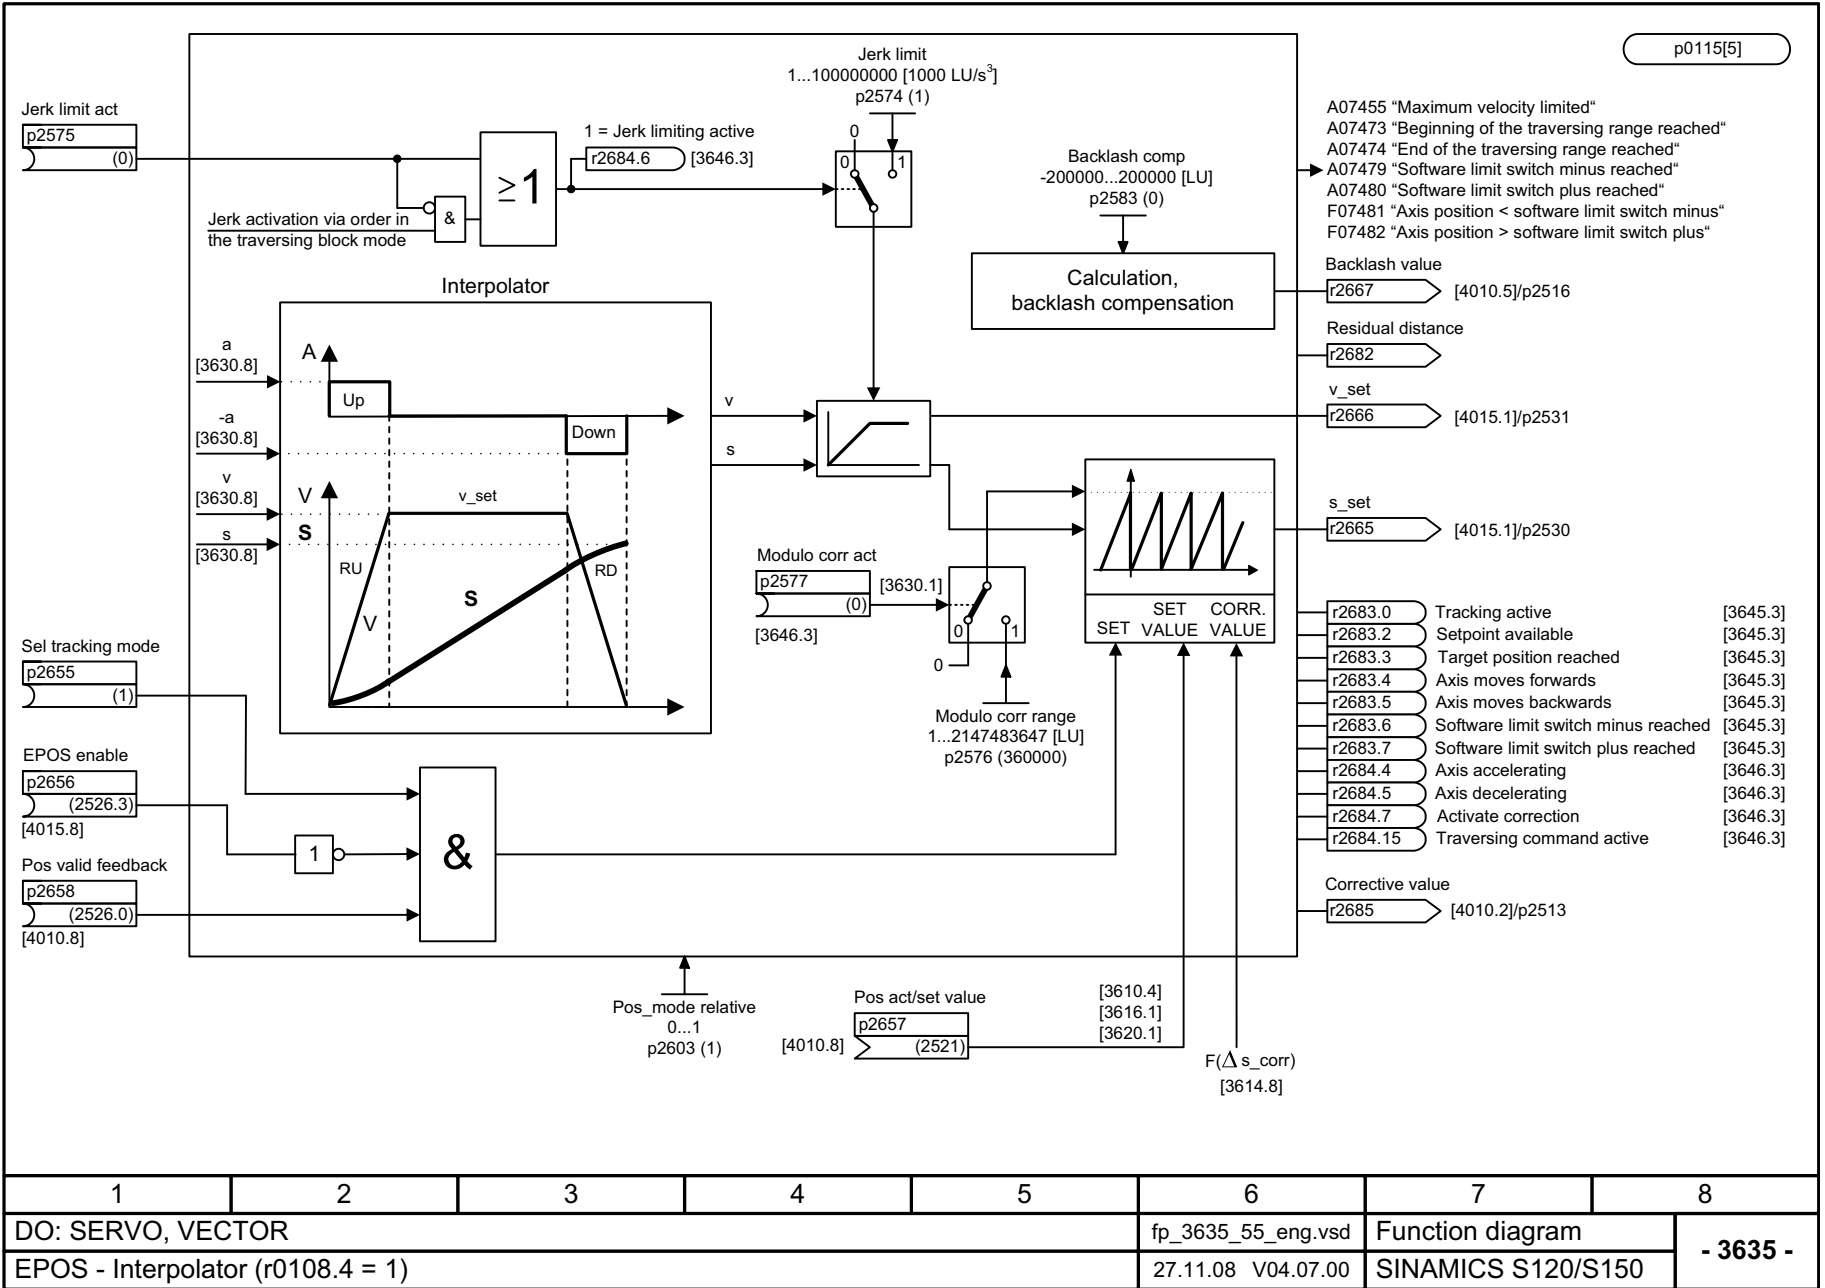 p0115[5]
Jerk limit
1...100000000 [1000 LU/s³]
p2574 (1)
0
0
1
Jerk limit act
p2575
(0)
1 = Jerk limiting active
r2684.6
[3646.3]
≥1
&
Jerk activation via order in
the traversing block mode
Backlash comp
-200000...200000 [LU]
p2583 (0)
Calculation,
backlash compensation
A07455 “Maximum velocity limited“
A07473 “Beginning of the traversing range reached“
A07474 “End of the traversing range reached“
A07479 “Software limit switch minus reached“
A07480 “Software limit switch plus reached“
F07481 “Axis position < software limit switch minus“
F07482 “Axis position > software limit switch plus“
Backlash value
r2667
[4010.5]/p2516
Residual distance
r2682
v_set
r2666
[4015.1]/p2531
s_set
r2665
[4015.1]/p2530
Interpolator
a
[3630.8]
-a
[3630.8]
v
[3630.8]
s
[3630.8]
A
Up
Down
V
S
v_set
RU
RD
V
S
v
s
Modulo corr act
p2577
(0)
[3630.1]
[3646.3]
0
1
0
Modulo corr range
1...2147483647 [LU]
p2576 (360000)
SET
SET
VALUE
CORR.
VALUE
r2683.0 Tracking active [3645.3]
r2683.2 Setpoint available [3645.3]
r2683.3 Target position reached [3645.3]
r2683.4 Axis moves forwards [3645.3]
r2683.5 Axis moves backwards [3645.3]
r2683.6 Software limit switch minus reached [3645.3]
r2683.7 Software limit switch plus reached [3645.3]
r2684.4 Axis accelerating [3646.3]
r2684.5 Axis decelerating [3646.3]
r2684.7 Activate correction [3646.3]
r2684.15 Traversing command active [3646.3]
Corrective value
r2685
[4010.2]/p2513
Sel tracking mode
p2655
(1)
EPOS enable
p2656
(2526.3)
[4015.8]
Pos valid feedback
p2658
(2526.0)
[4010.8]
1
&
Pos_mode relative
0...1
p2603 (1)
Pos act/set value
p2657
(2521)
[4010.8]
[3610.4]
[3616.1]
[3620.1]
F(Δ s_corr)
[3614.8]
1 2 3 4 5 6 7 8
DO: SERVO, VECTOR
fp_3635_55_eng.vsd
Function diagram
EPOS - Interpolator (r0108.4 = 1)
27.11.08 V04.07.00
SINAMICS S120/S150
- 3635 -